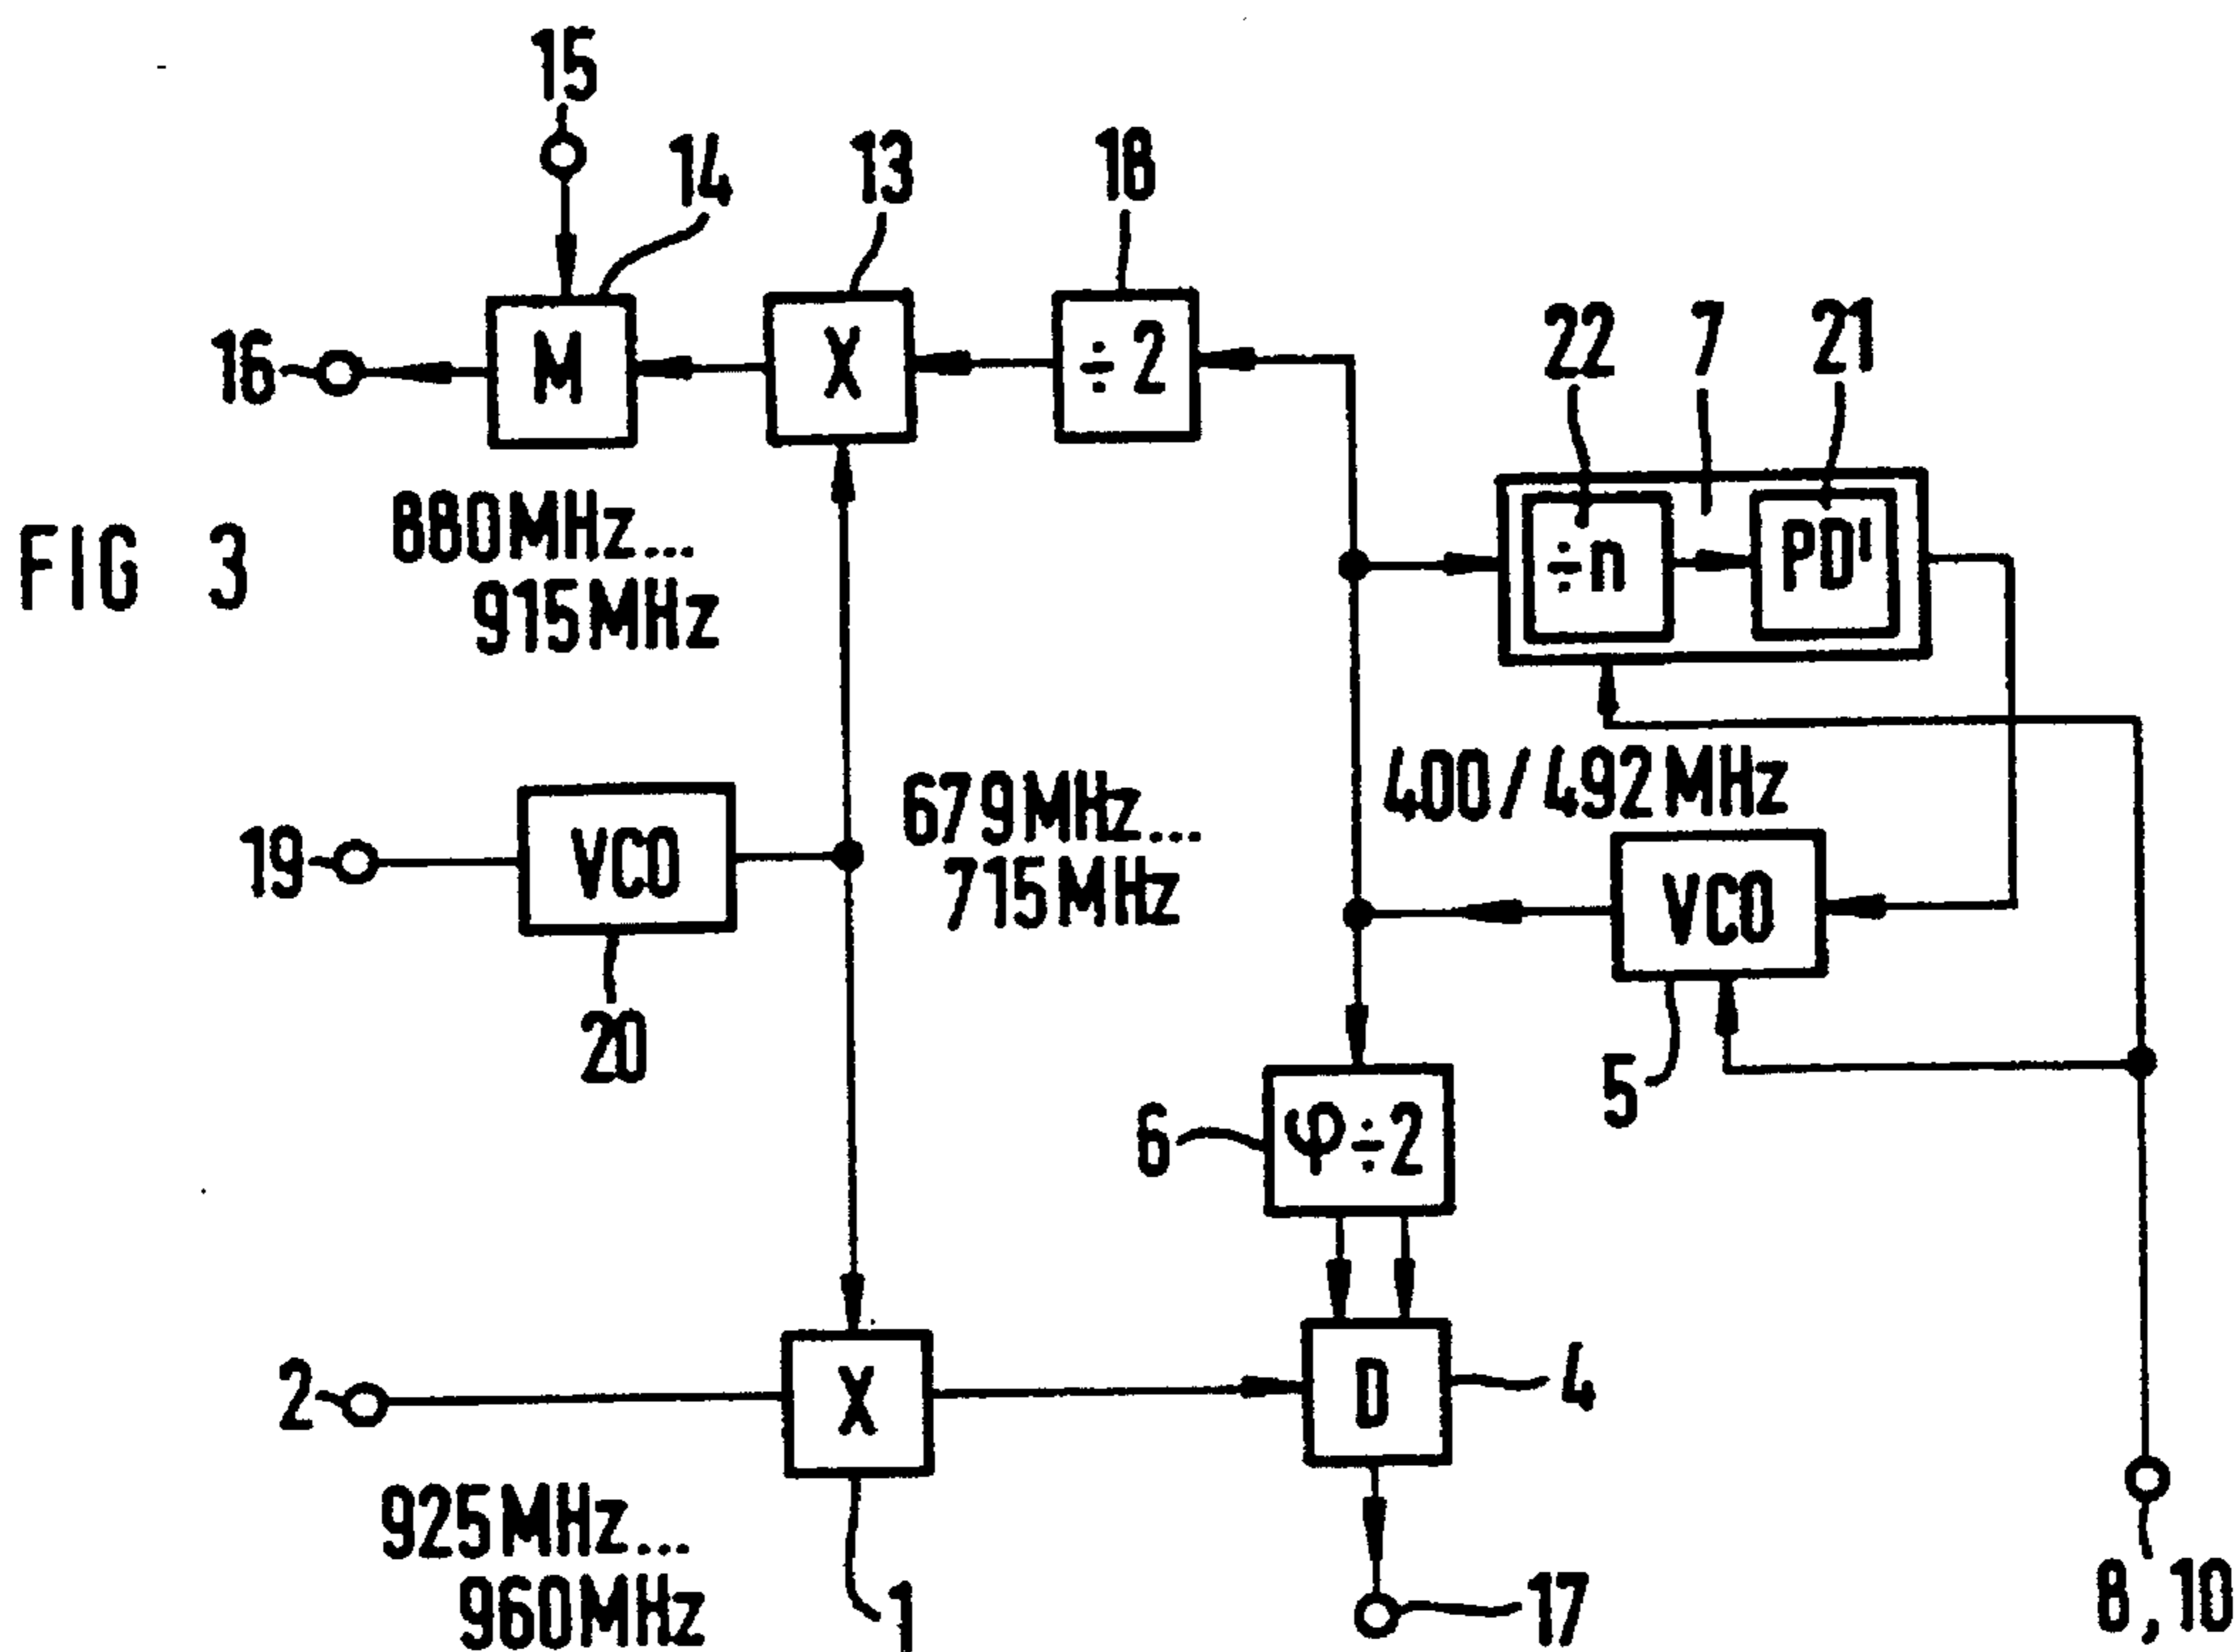 15
14
13
18
16
M
X
÷2
22
7
21
÷n
PD'
FIG 3
880MHz...
915MHz
679MHz...
715MHz
400/492MHz
19
VCO
20
VCO
5
6
φ÷2
2
X
D
4
925MHz...
960MHz
1
17
8,10